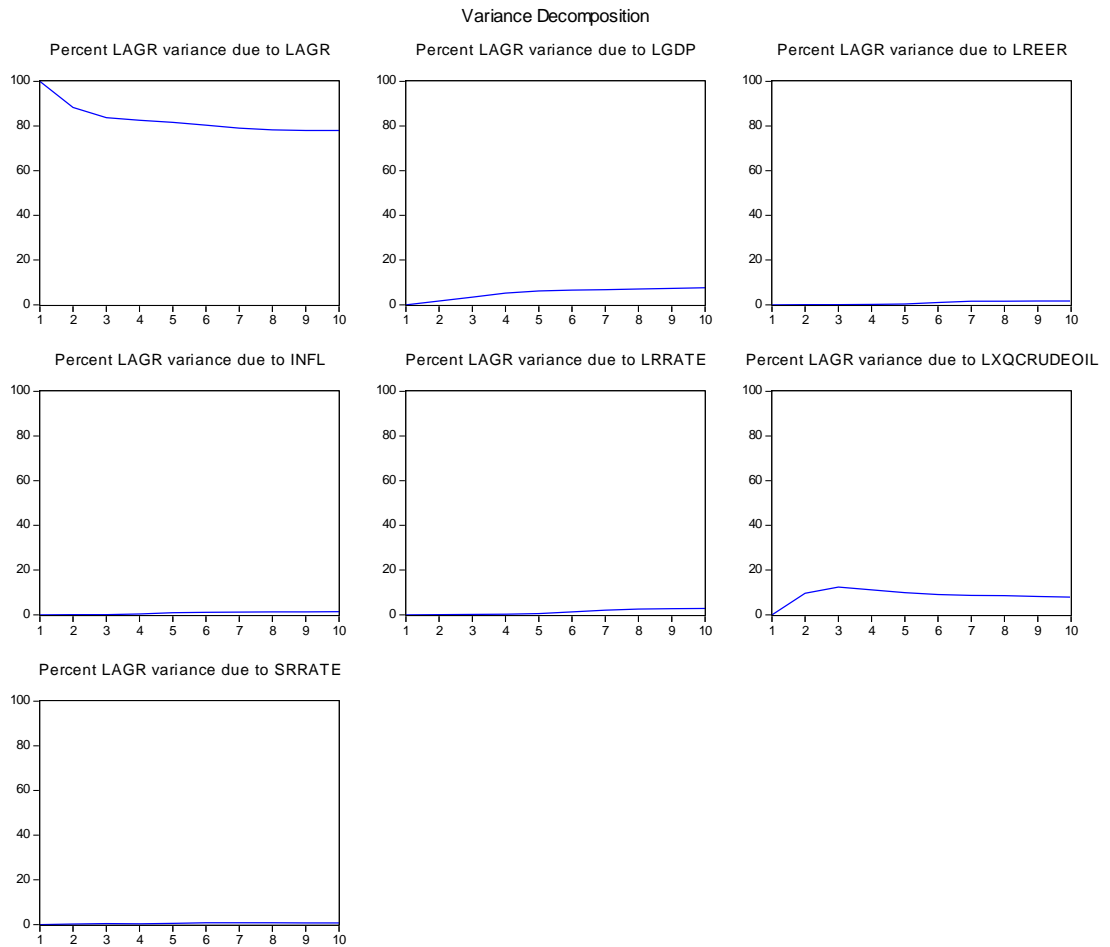 Variance Decomposition
Percent LAGR variance due to LAGR
100
80
60
40
20
0
1 2 3 4 5 6 7 8 9 10
Percent LAGR variance due to LGDP
100
80
60
40
20
0
1 2 3 4 5 6 7 8 9 10
Percent LAGR variance due to LREER
100
80
60
40
20
0
1 2 3 4 5 6 7 8 9 10
Percent LAGR variance due to INFL
100
80
60
40
20
0
1 2 3 4 5 6 7 8 9 10
Percent LAGR variance due to LRRATE
100
80
60
40
20
0
1 2 3 4 5 6 7 8 9 10
Percent LAGR variance due to LXQCRUDEOIL
100
80
60
40
20
0
1 2 3 4 5 6 7 8 9 10
Percent LAGR variance due to SRRATE
100
80
60
40
20
0
1 2 3 4 5 6 7 8 9 10